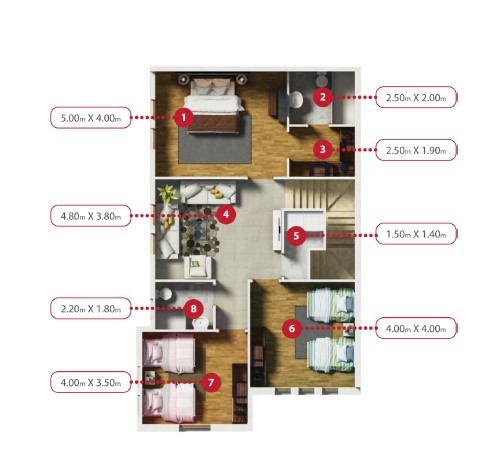 1
5.00m X 4.00m
2
2.50m X 2.00m
3
2.50m X 1.90m
4
4.80m X 3.80m
5
1.50m X 1.40m
6
4.00m X 4.00m
7
4.00m X 3.50m
8
2.20m X 1.80m